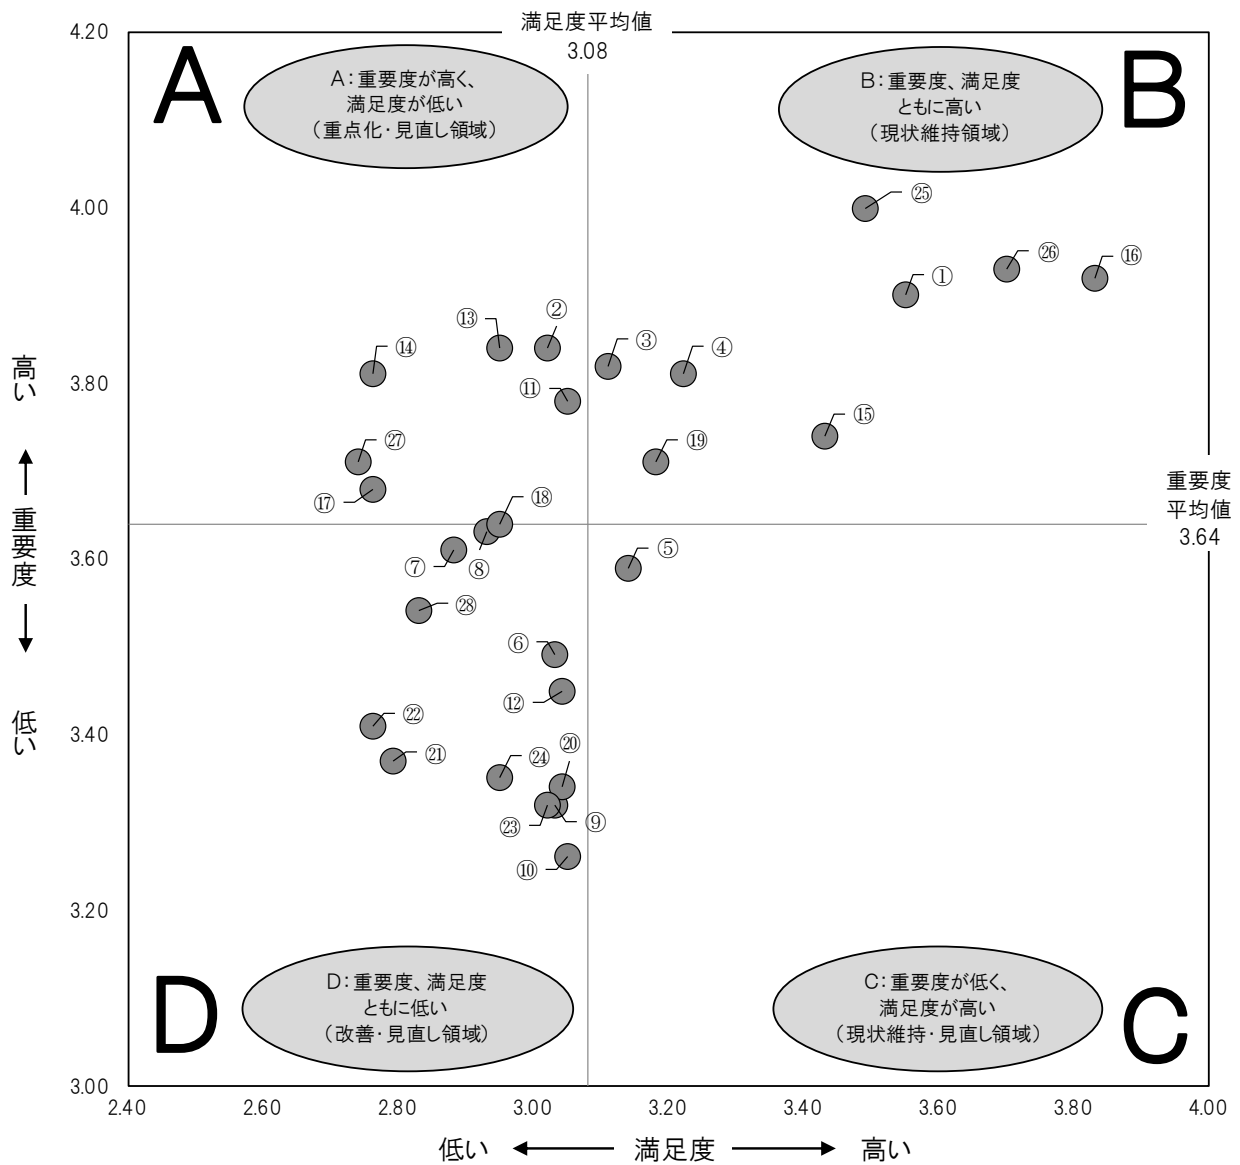 満足度平均値
3.08
4.20
A
A：重要度が高く、
満足度が低い
（重点化・見直し領域）
B：重要度、満足度
ともに高い
（現状維持領域）
B
4.00
㉕
㉖
⑯
①
⑬
②
③
④
⑭
3.80
⑪
⑮
㉗
⑲
⑰
⑱
高い
重要度
低い
重要度
平均値
3.64
3.60
⑦
⑧
⑤
㉘
⑥
⑫
㉒
3.40
㉑
㉔
⑳
㉓
⑨
⑩
3.20
D
D：重要度、満足度
ともに低い
（改善・見直し領域）
C：重要度が低く、
満足度が高い
（現状維持・見直し領域）
C
3.00
2.40
2.60
2.80
3.00
3.20
3.40
3.60
3.80
4.00
低い
満足度
高い